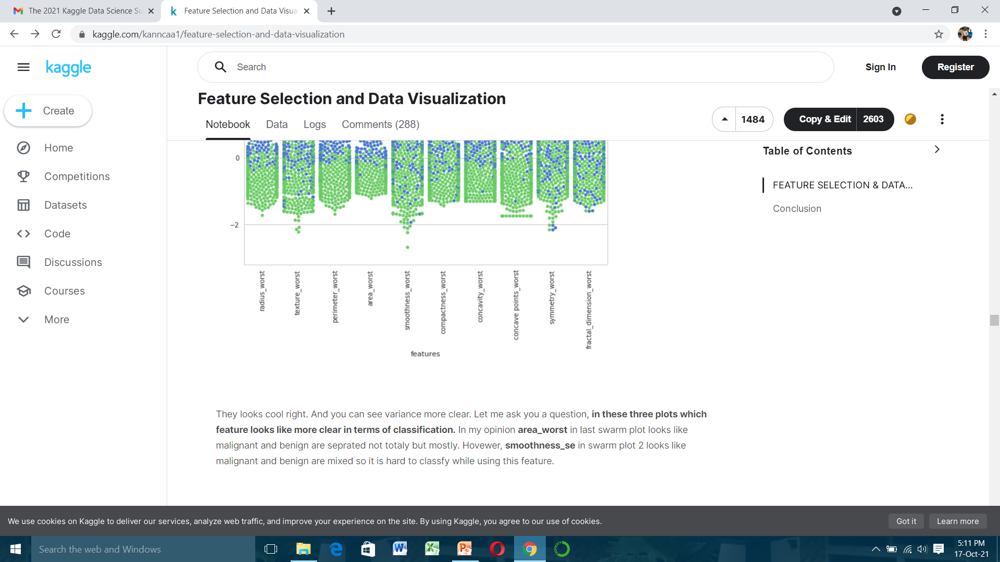 The 2021 Kaggle Data Science Su
Feature Selection and Data Visua
kaggle.com/kanncaa1/feature-selection-and-data-visualization
kaggle
Search
Sign In
Register
Create
Home
Competitions
Datasets
Code
Discussions
Courses
More
Feature Selection and Data Visualization
Notebook
Data
Logs
Comments (288)
1484
Copy & Edit
2603
Table of Contents
FEATURE SELECTION & DATA...
Conclusion
0
−2
radius_worst
texture_worst
perimeter_worst
area_worst
smoothness_worst
compactness_worst
concavity_worst
concave points_worst
symmetry_worst
fractal_dimension_worst
features
They looks cool right. And you can see variance more clear. Let me ask you a question, in these three plots which
feature looks like more clear in terms of classification. In my opinion area_worst in last swarm plot looks like
malignant and benign are seprated not totaly but mostly. Hovewer, smoothness_se in swarm plot 2 looks like
malignant and benign are mixed so it is hard to classfy while using this feature.
We use cookies on Kaggle to deliver our services, analyze web traffic, and improve your experience on the site. By using Kaggle, you agree to our use of cookies.
Got it
Learn more
Search the web and Windows
5:11 PM
17-Oct-21